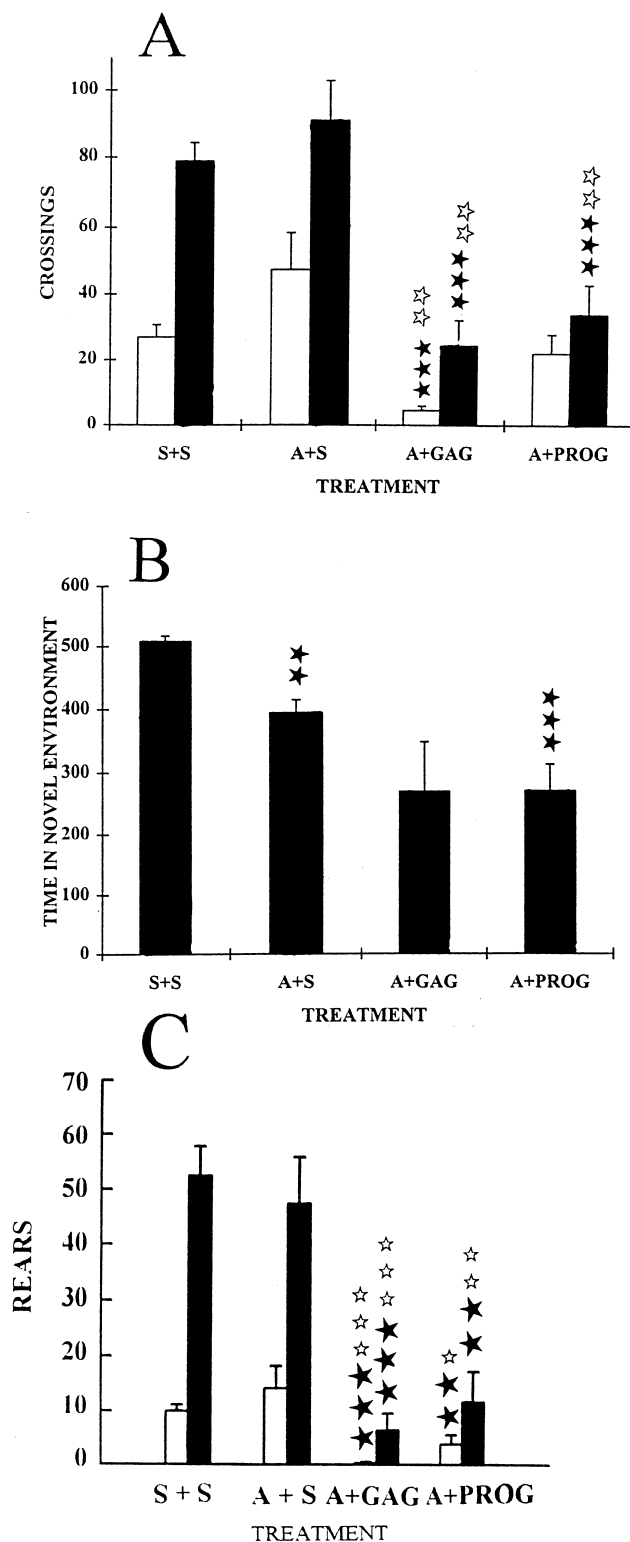 A
100
80
60
40
20
0
CROSSINGS
S+S A+S A+GAG A+PROG
TREATMENT
B
600
500
400
300
200
100
0
TIME IN NOVEL ENVIRONMENT
S+S A+S A+GAG A+PROG
TREATMENT
C
70
60
50
40
30
20
10
0
REARS
S + S A + S A+GAG A+PROG
TREATMENT